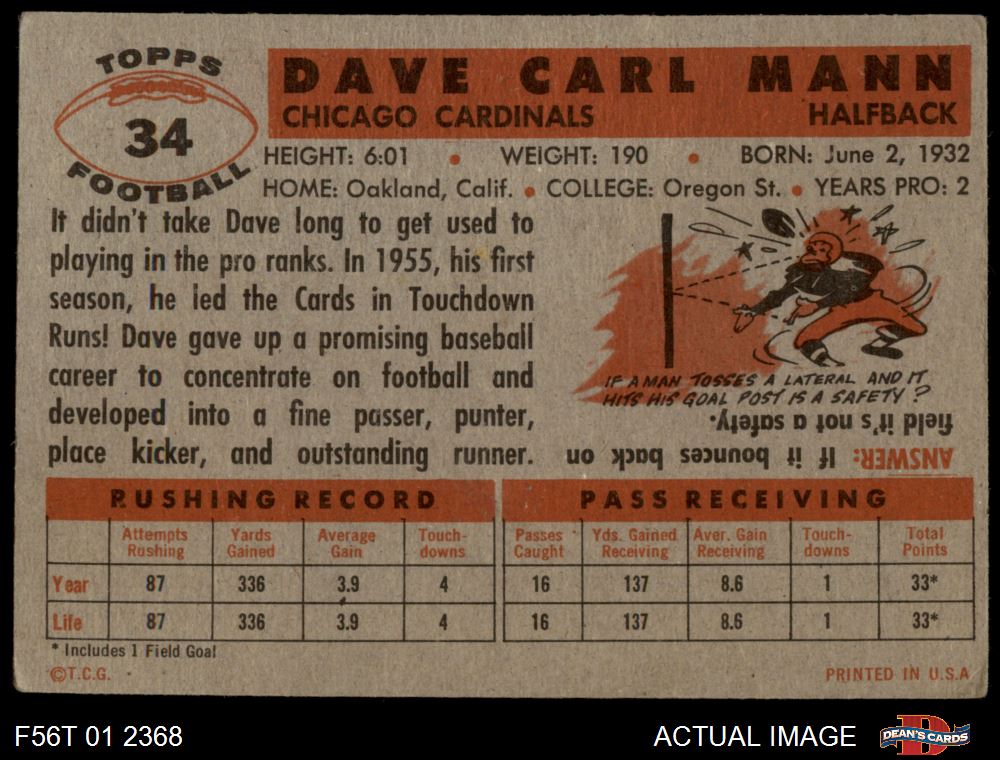 TOPPS
34
FOOTBALL
DAVE CARL MANN
CHICAGO CARDINALS HALFBACK
HEIGHT: 6:01 • WEIGHT: 190 • BORN: June 2, 1932
HOME: Oakland, Calif. • COLLEGE: Oregon St. • YEARS PRO: 2
It didn't take Dave long to get used to
playing in the pro ranks. In 1955, his first
season, he led the Cards in Touchdown
Runs! Dave gave up a promising baseball
career to concentrate on football and
developed into a fine passer, punter,
place kicker, and outstanding runner.
IF A MAN TOSSES A LATERAL AND IT
HITS HIS GOAL POST IS A SAFETY?
ANSWER: If it bounces back on
field it's not a safety.
RUSHING RECORD PASS RECEIVING
Attempts Yards Average Touch- Passes Yds. Gained Aver. Gain Touch- Total
Rushing Gained Gain downs Caught Receiving Receiving downs Points
Year 87 336 3.9 4 16 137 8.6 1 33*
Life 87 336 3.9 4 16 137 8.6 1 33*
* Includes 1 Field Goal
©T.C.G. PRINTED IN U.S.A
F56T 01 2368 ACTUAL IMAGE D DEAN'S CARDS